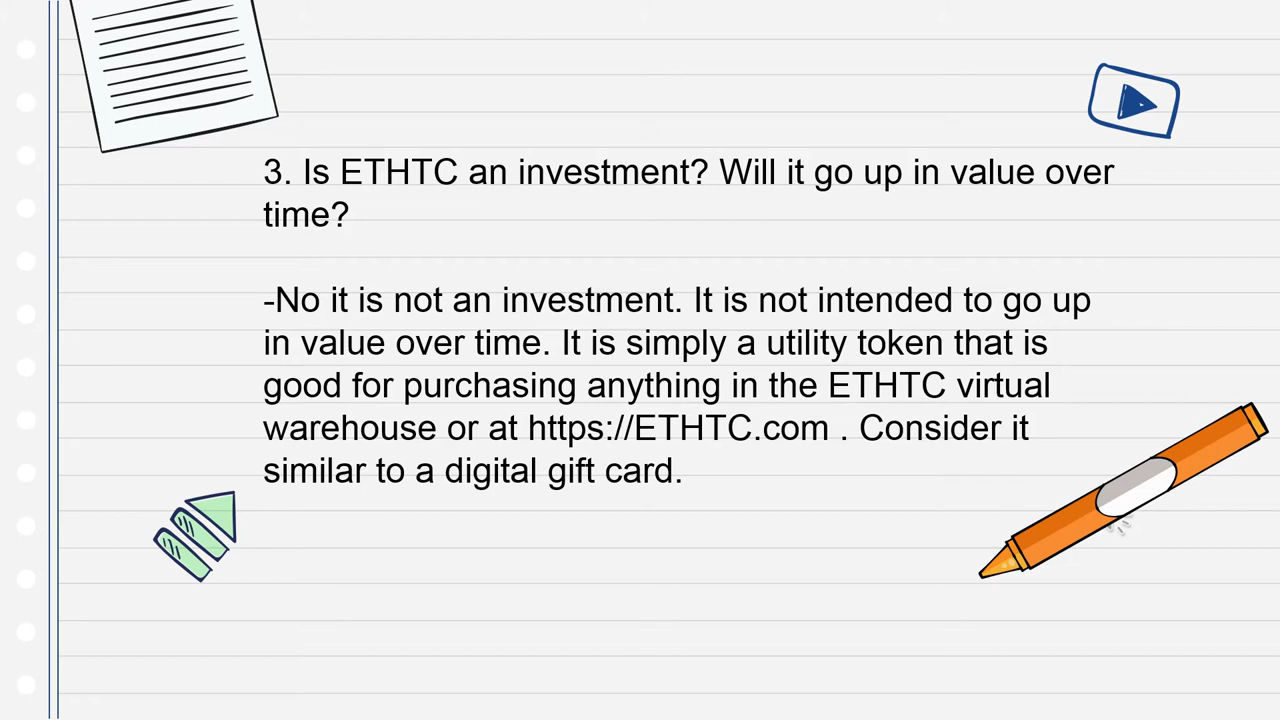 3. Is ETHTC an investment? Will it go up in value over
time?
-No it is not an investment. It is not intended to go up
in value over time. It is simply a utility token that is
good for purchasing anything in the ETHTC virtual
warehouse or at https://ETHTC.com . Consider it
similar to a digital gift card.